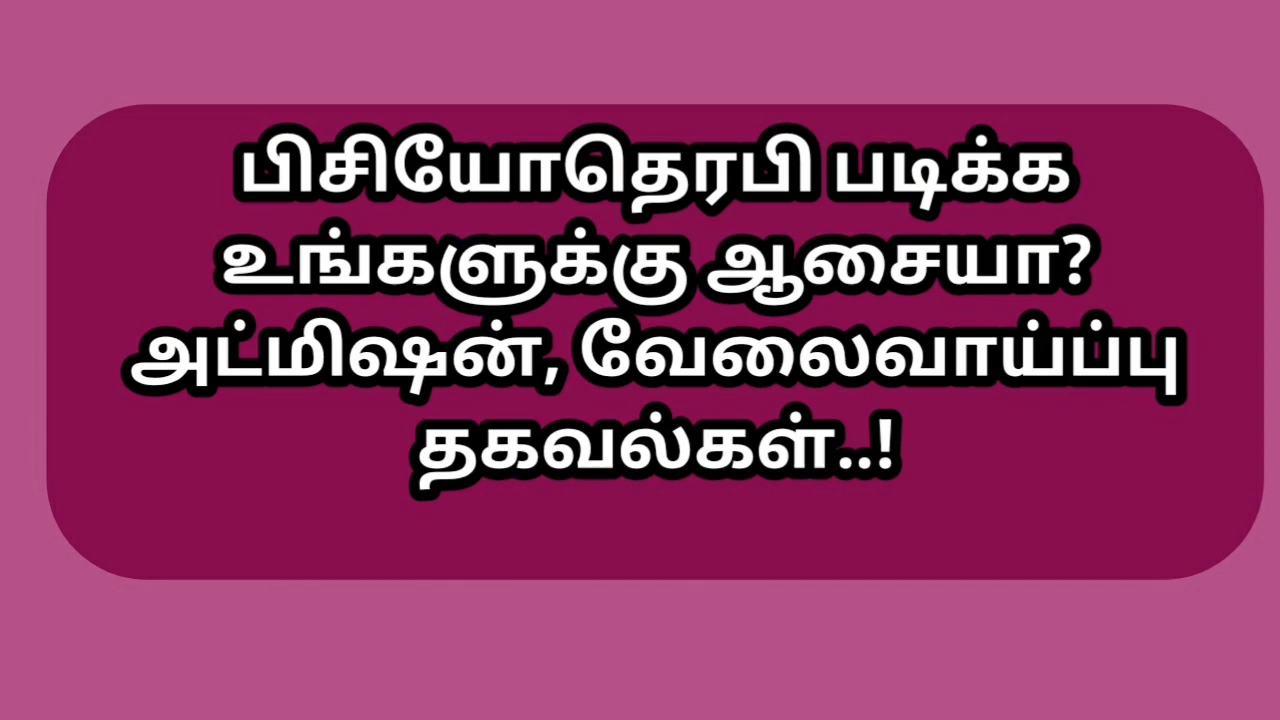 பிசியோதெரபி படிக்க
உங்களுக்கு ஆசையா?
அட்மிஷன், வேலைவாய்ப்பு
தகவல்கள்..!